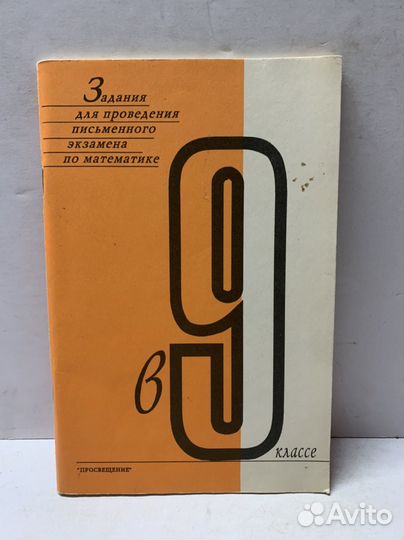 Задания
для проведения
письменного
экзамена
по математике
в 9
классе
"ПРОСВЕЩЕНИЕ"
Avito